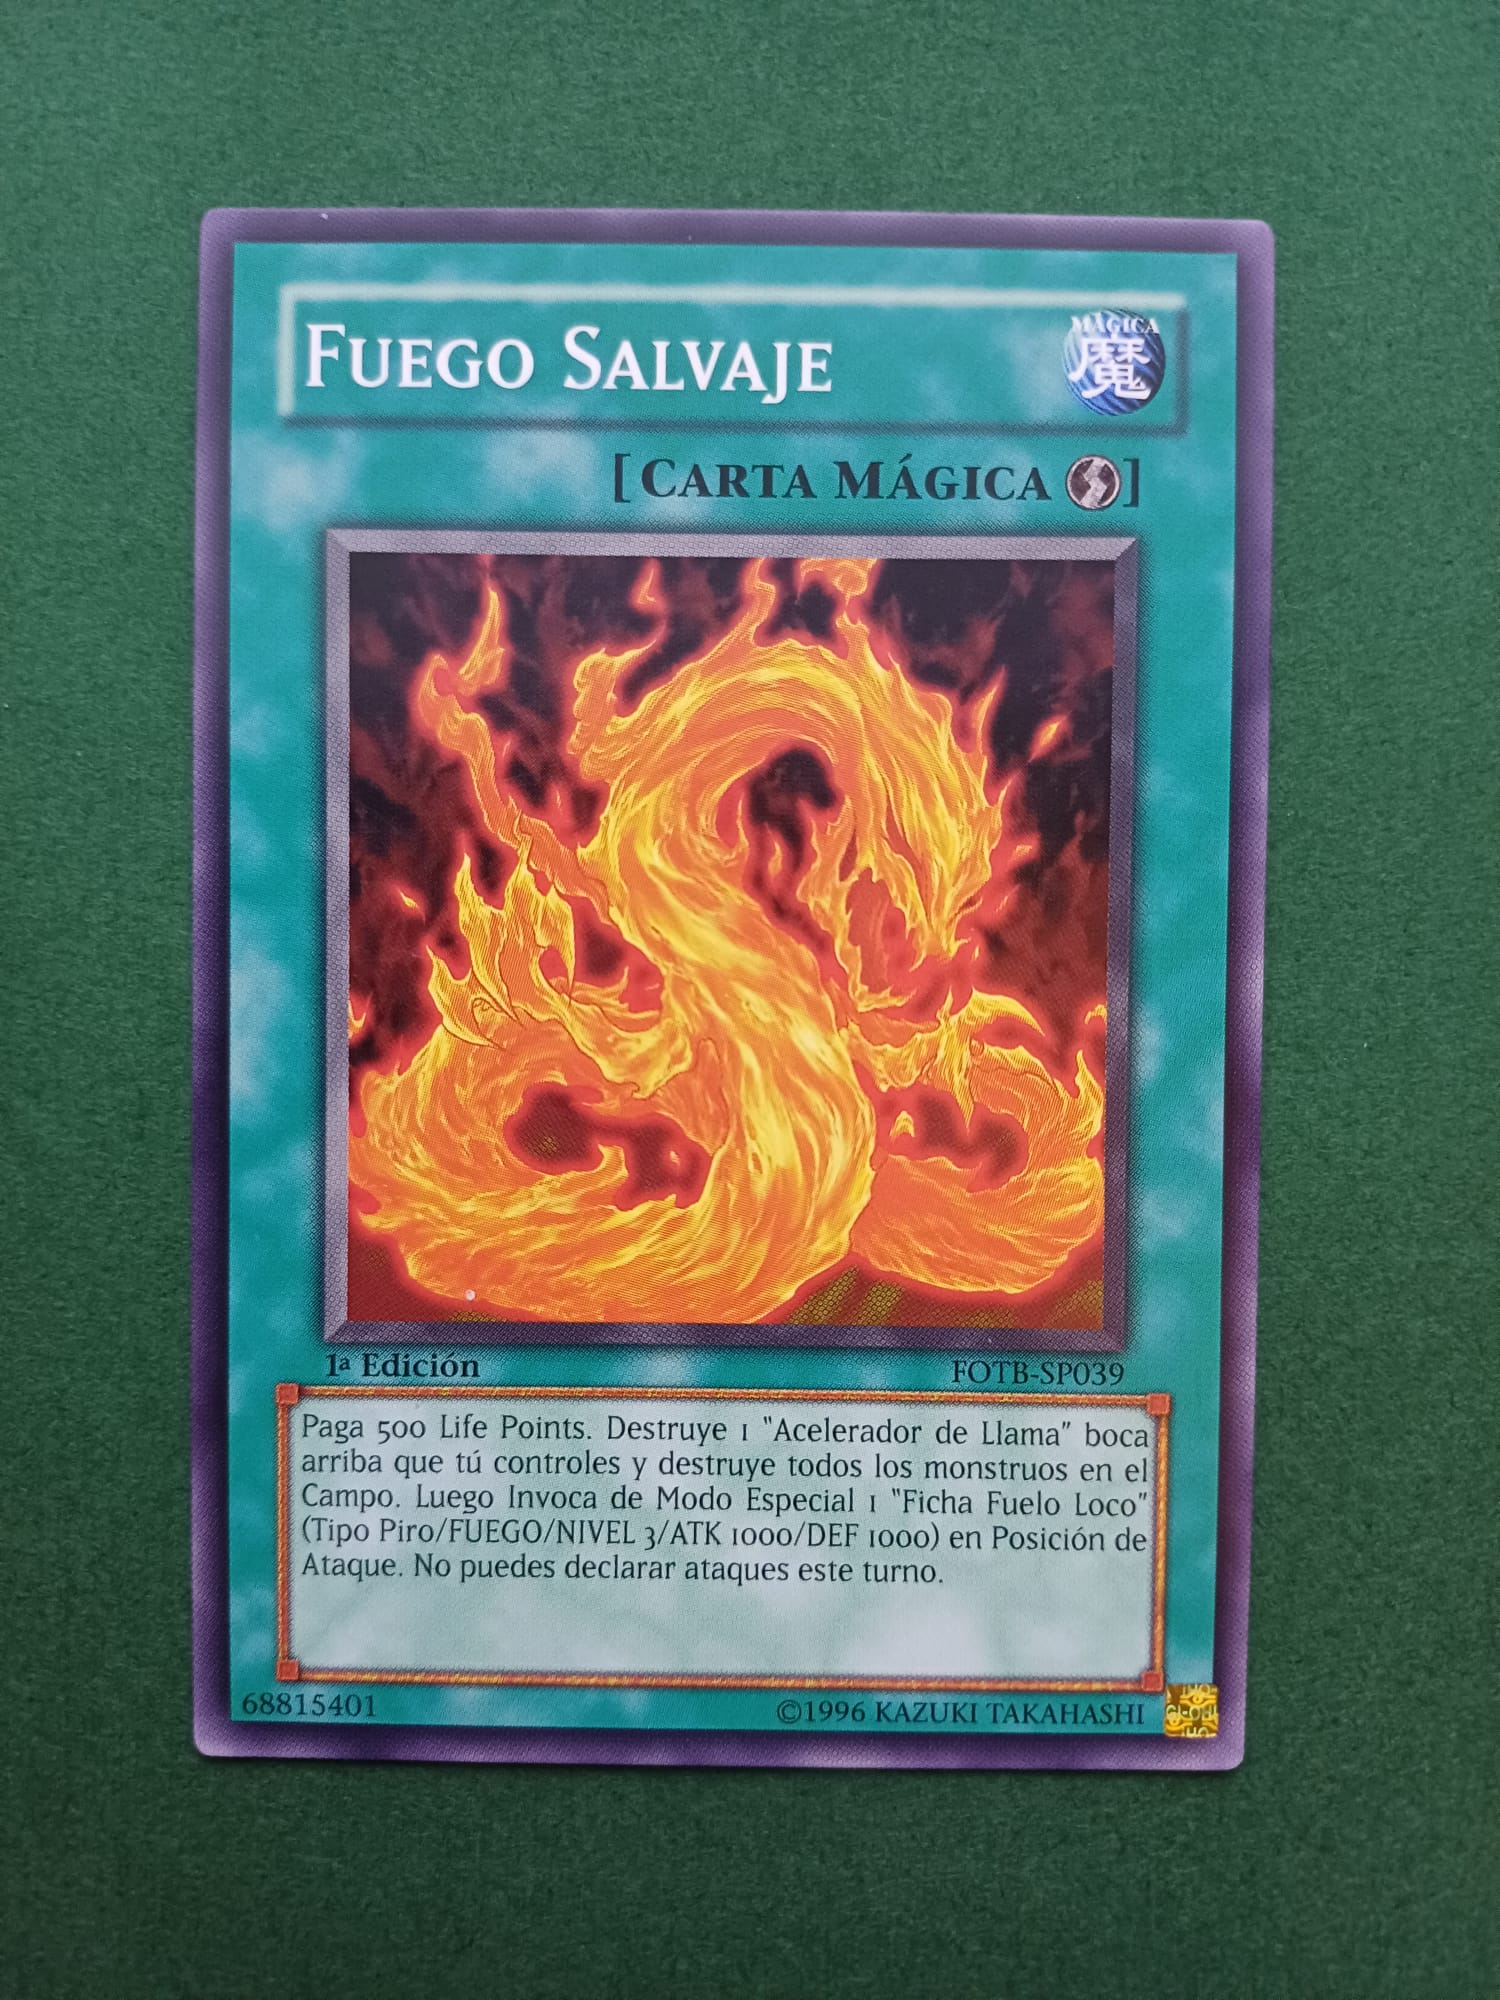 FUEGO SALVAJE
MÁGICA
魔
[CARTA MÁGICA]
1ª Edición
FOTB-SP039
Paga 500 Life Points. Destruye 1 "Acelerador de Llama" boca
arriba que tú controles y destruye todos los monstruos en el
Campo. Luego Invoca de Modo Especial 1 "Ficha Fuelo Loco"
(Tipo Piro/FUEGO/NIVEL 3/ATK 1000/DEF 1000) en Posición de
Ataque. No puedes declarar ataques este turno.
68815401
©1996 KAZUKI TAKAHASHI